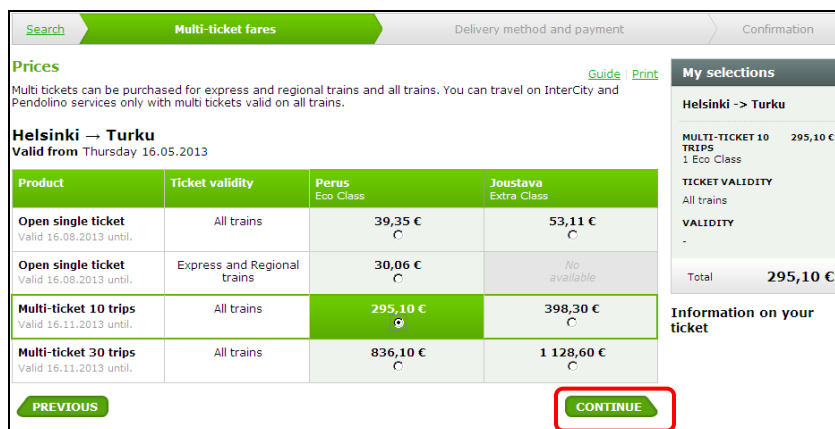 Search Multi-ticket fares Delivery method and payment Confirmation
Prices
Guide | Print
Multi tickets can be purchased for express and regional trains and all trains. You can travel on InterCity and
Pendolino services only with multi tickets valid on all trains.
Helsinki → Turku
Valid from Thursday 16.05.2013
Product Ticket validity Perus Joustava
Eco Class Extra Class
Open single ticket All trains 39,35 € 53,11 €
Valid 16.08.2013 until.
Open single ticket Express and Regional 30,06 € No
Valid 16.08.2013 until. trains available
Multi-ticket 10 trips All trains 295,10 € 398,30 €
Valid 16.11.2013 until.
Multi-ticket 30 trips All trains 836,10 € 1 128,60 €
Valid 16.11.2013 until.
PREVIOUS CONTINUE
My selections
Helsinki -> Turku
MULTI-TICKET 10 295,10 €
TRIPS
1 Eco Class
TICKET VALIDITY
All trains
VALIDITY
-
Total 295,10 €
Information on your
ticket